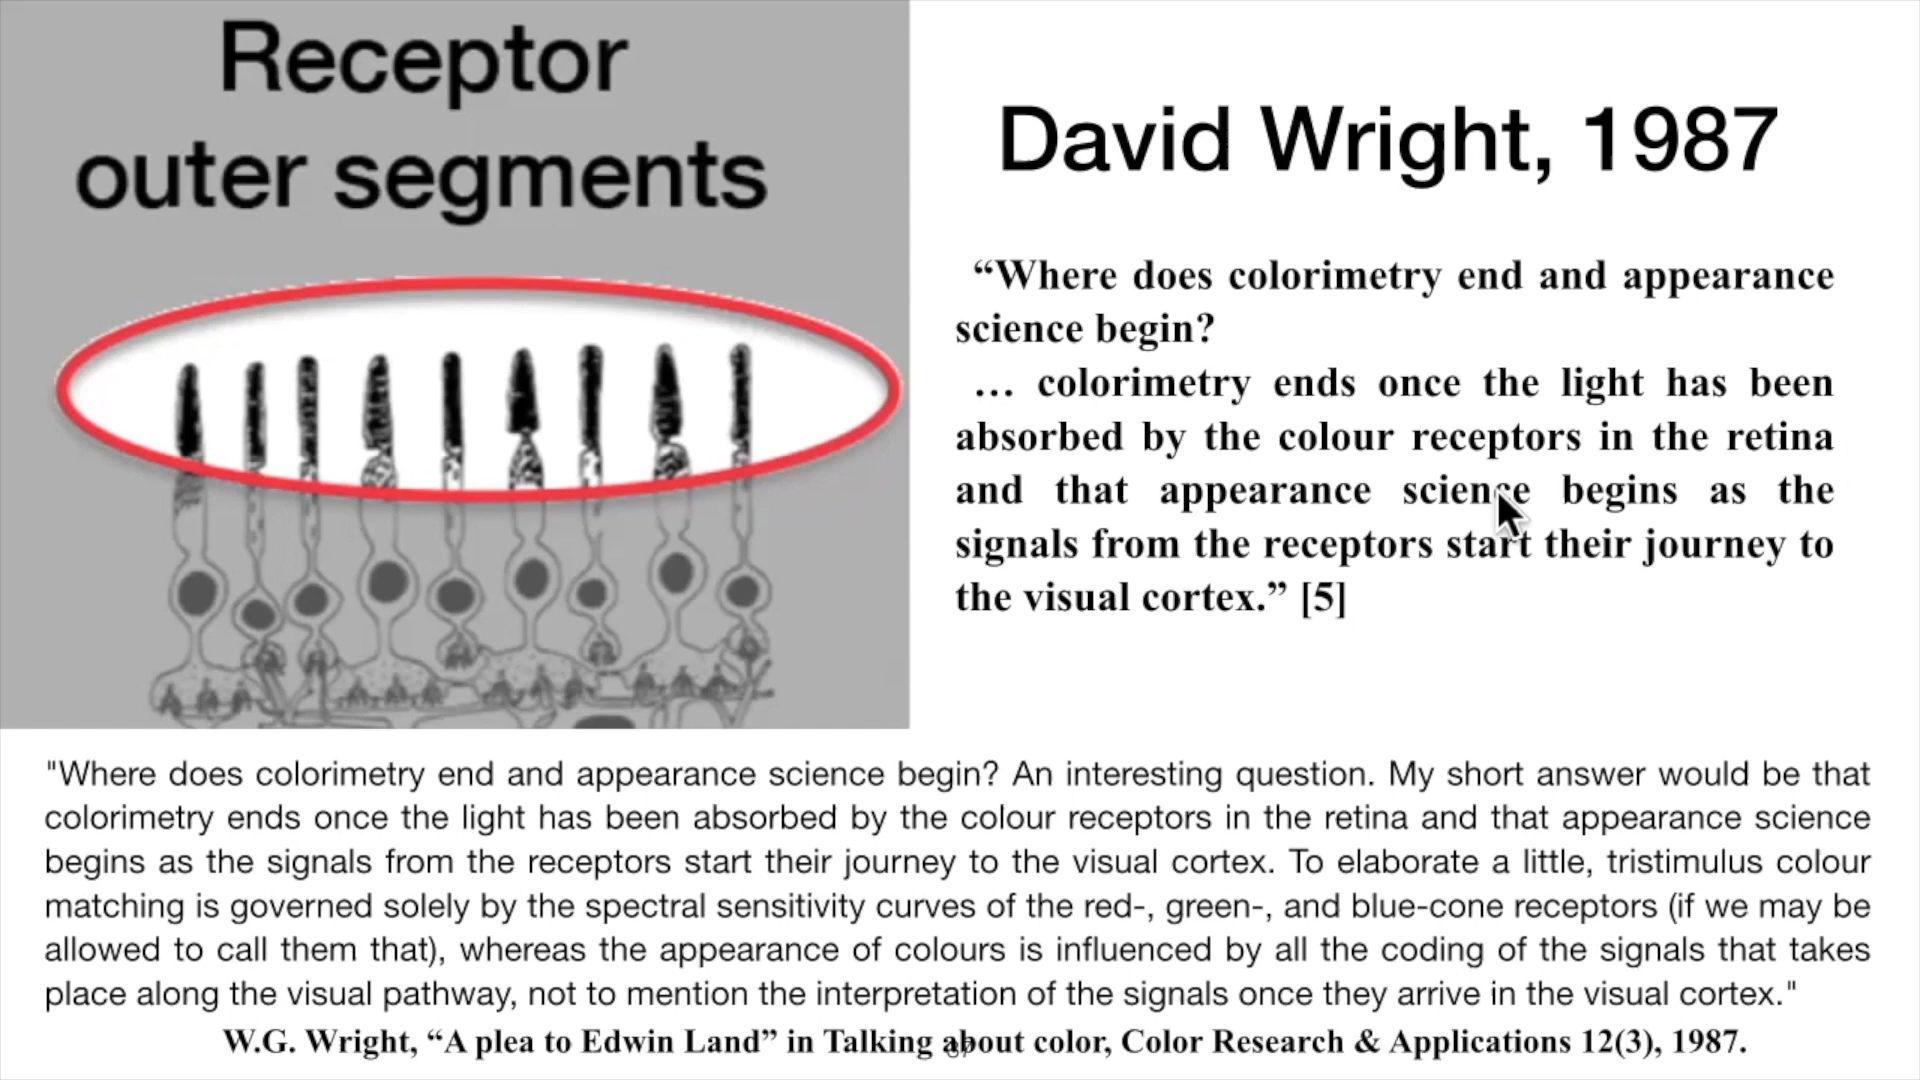 Receptor
outer segments
David Wright, 1987
“Where does colorimetry end and appearance
science begin?
… colorimetry ends once the light has been
absorbed by the colour receptors in the retina
and that appearance science begins as the
signals from the receptors start their journey to
the visual cortex.” [5]
"Where does colorimetry end and appearance science begin? An interesting question. My short answer would be that
colorimetry ends once the light has been absorbed by the colour receptors in the retina and that appearance science
begins as the signals from the receptors start their journey to the visual cortex. To elaborate a little, tristimulus colour
matching is governed solely by the spectral sensitivity curves of the red-, green-, and blue-cone receptors (if we may be
allowed to call them that), whereas the appearance of colours is influenced by all the coding of the signals that takes
place along the visual pathway, not to mention the interpretation of the signals once they arrive in the visual cortex."
W.G. Wright, “A plea to Edwin Land” in Talking about color, Color Research & Applications 12(3), 1987.